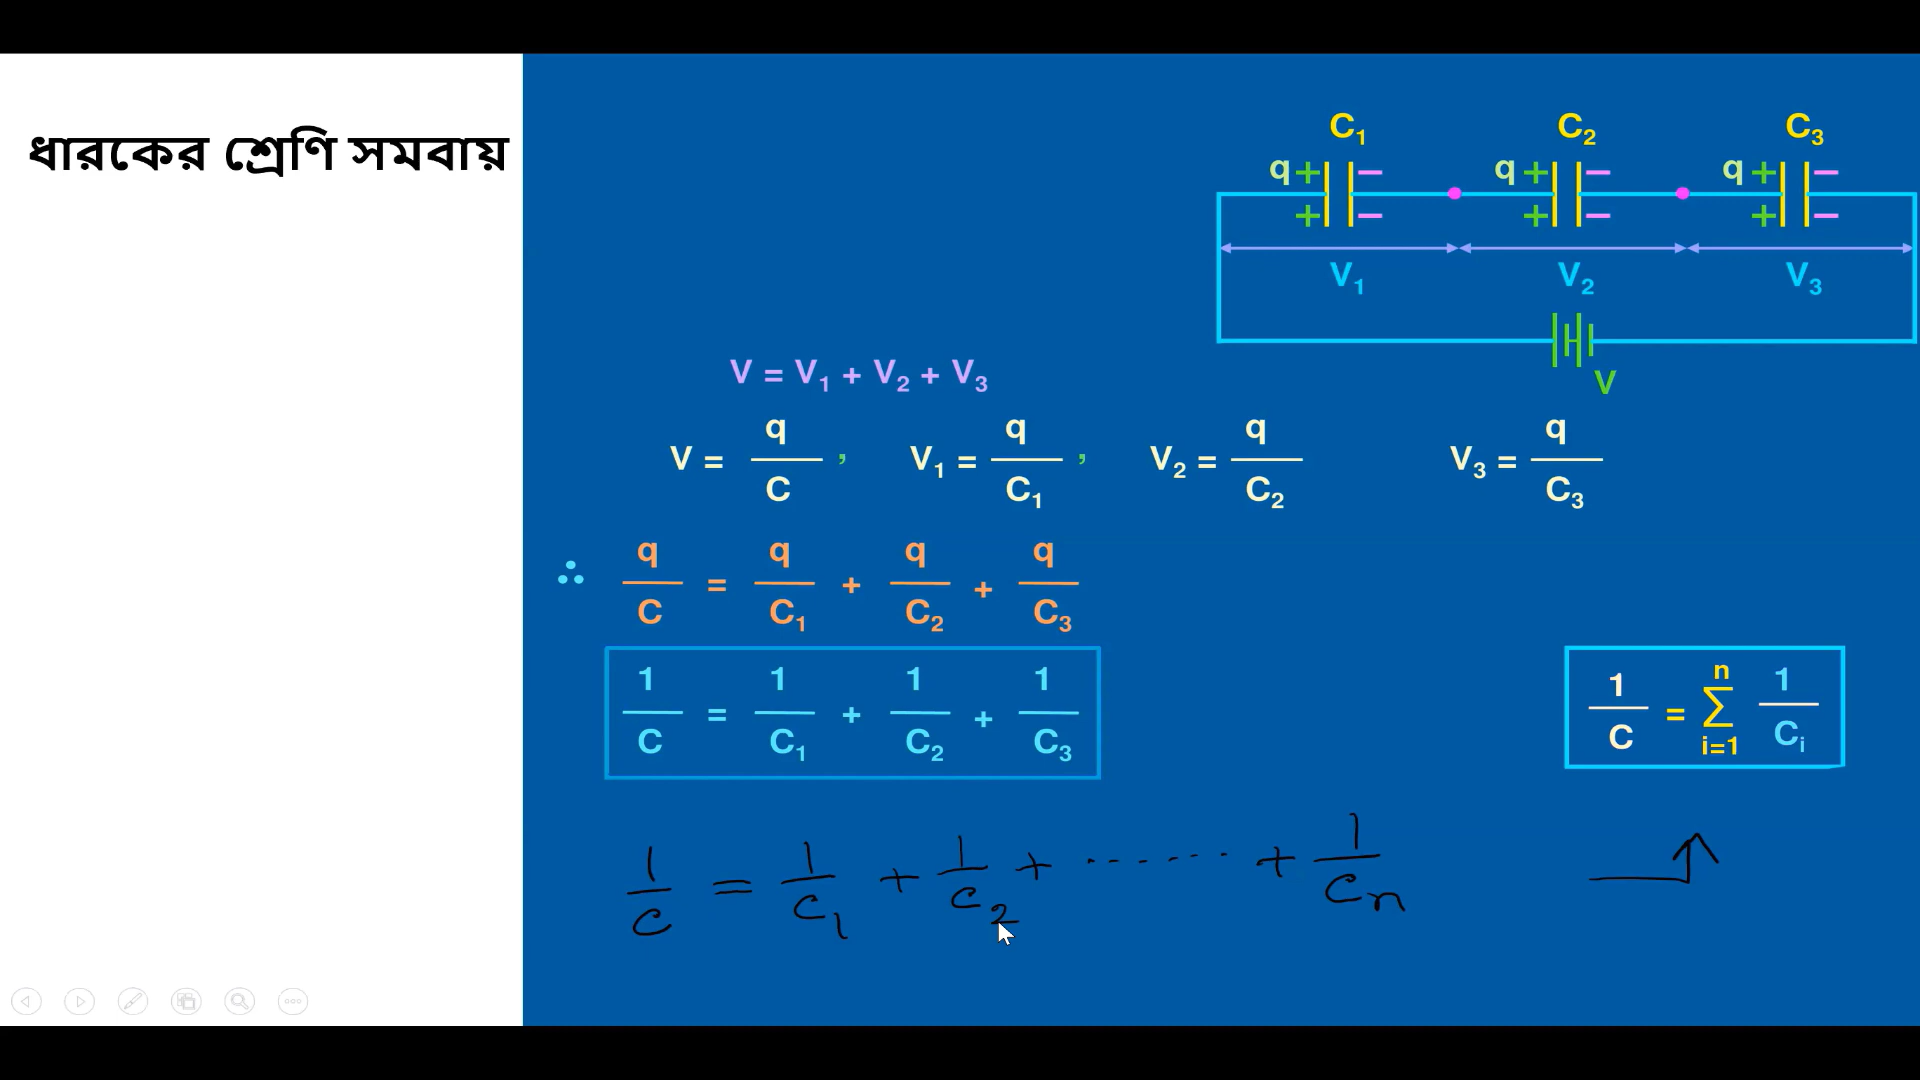 ধারকের শ্রেণি সমবায়
C₁ C₂ C₃
q + − q + − q + −
+ − + − + −
V₁ V₂ V₃
V
V = V₁ + V₂ + V₃
V = q/C , V₁ = q/C₁ , V₂ = q/C₂ V₃ = q/C₃
∴ q/C = q/C₁ + q/C₂ + q/C₃
1/C = 1/C₁ + 1/C₂ + 1/C₃
1/C = ∑ⁿᵢ₌₁ 1/Cᵢ
1/C = 1/C₁ + 1/C₂ + ....... + 1/Cₙ